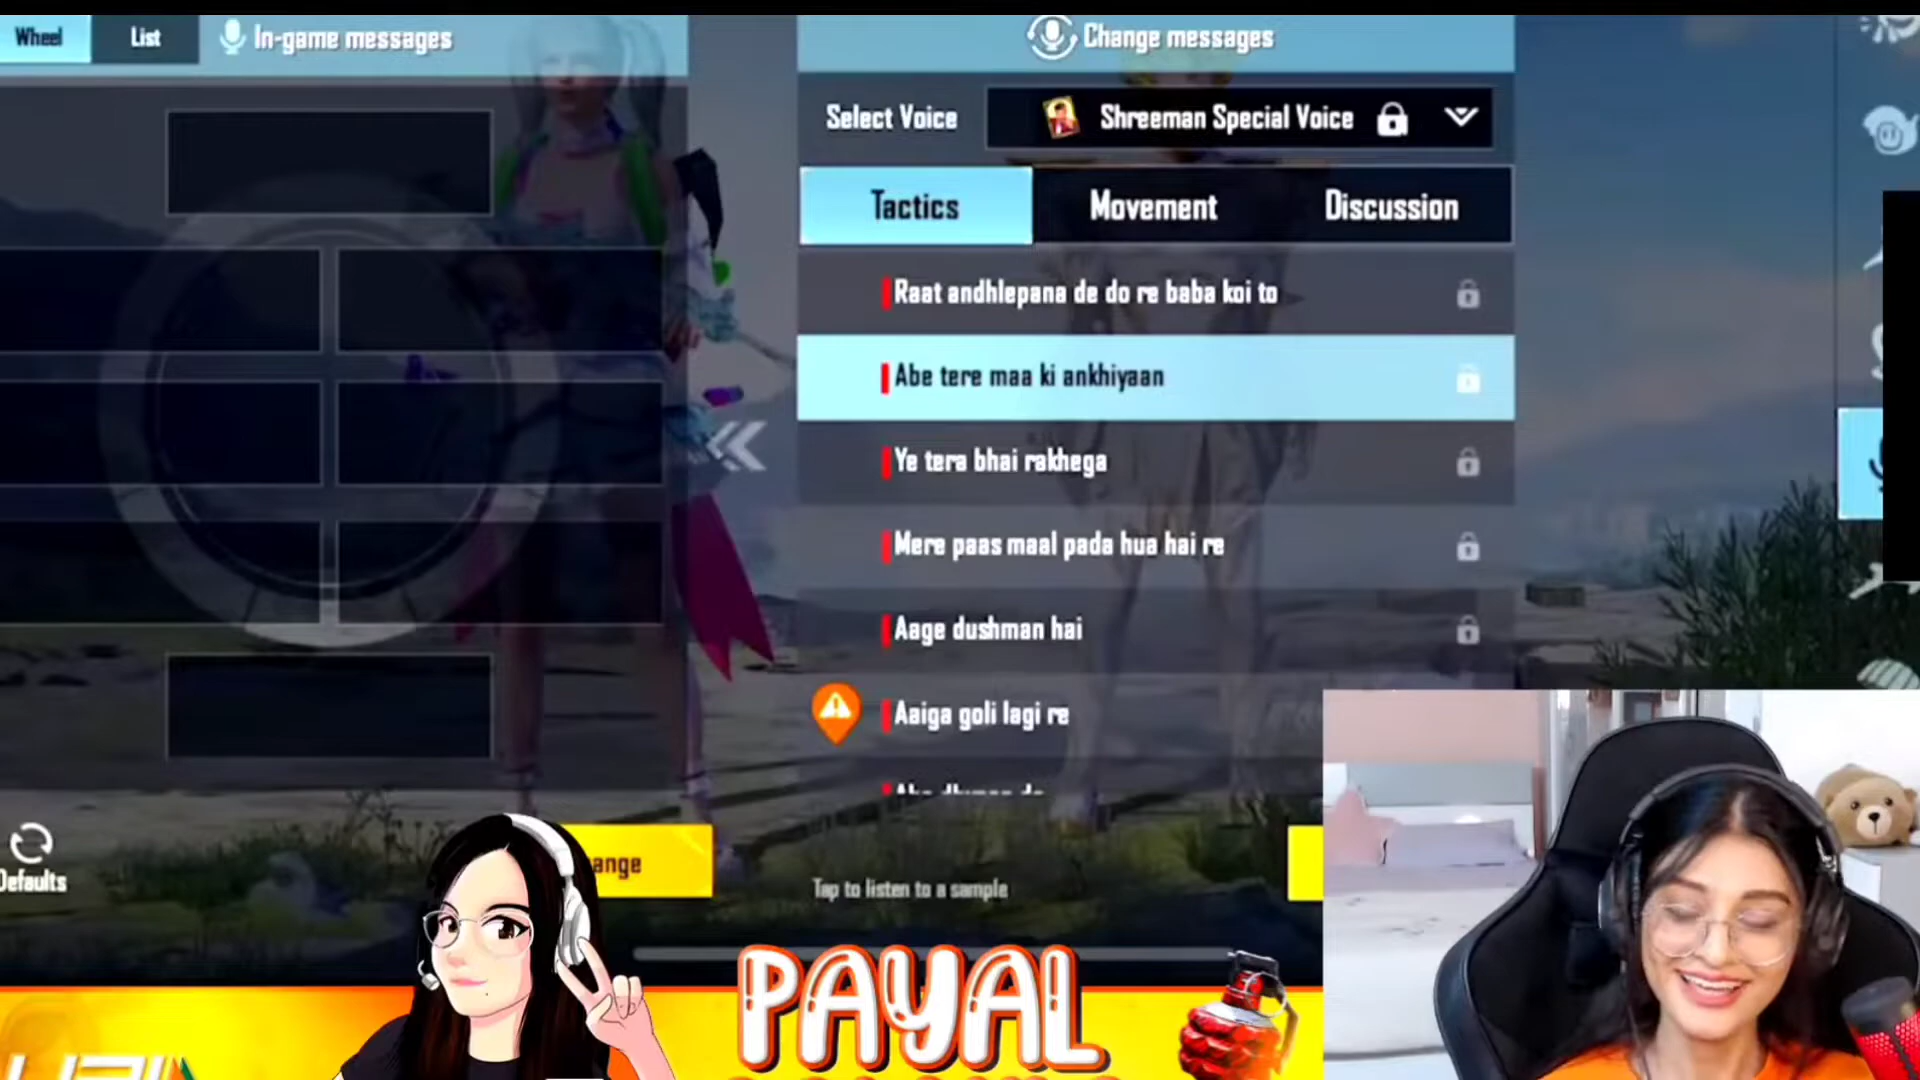 Wheel
List
In-game messages
Change messages
Select Voice
Shreeman Special Voice
Tactics
Movement
Discussion
Raat andhlepana de do re baba koi to
Abe tere maa ki ankhiyaan
Ye tera bhai rakhega
Mere paas maal pada hua hai re
Aage dushman hai
Aaiga goli lagi re
Defaults
ange
Tap to listen to a sample
PAYAL